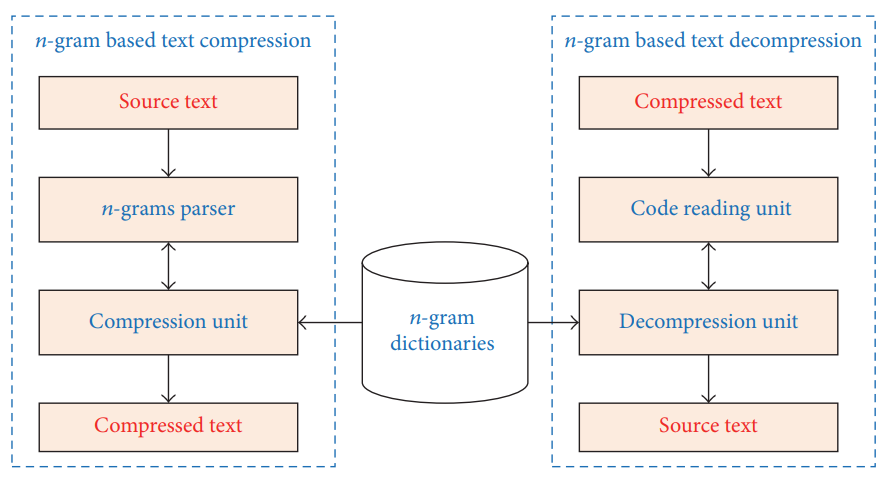 n-gram based text compression
Source text
n-grams parser
Compression unit
Compressed text
n-gram
dictionaries
n-gram based text decompression
Compressed text
Code reading unit
Decompression unit
Source text